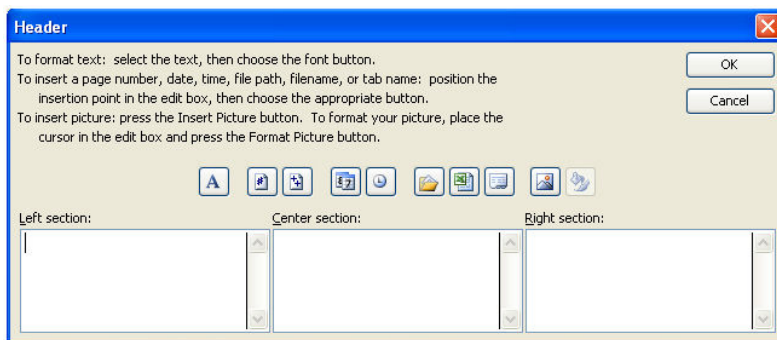 Header
To format text: select the text, then choose the font button.
To insert a page number, date, time, file path, filename, or tab name: position the
insertion point in the edit box, then choose the appropriate button.
To insert picture: press the Insert Picture button. To format your picture, place the
cursor in the edit box and press the Format Picture button.
OK
Cancel
A
Left section:
Center section:
Right section: